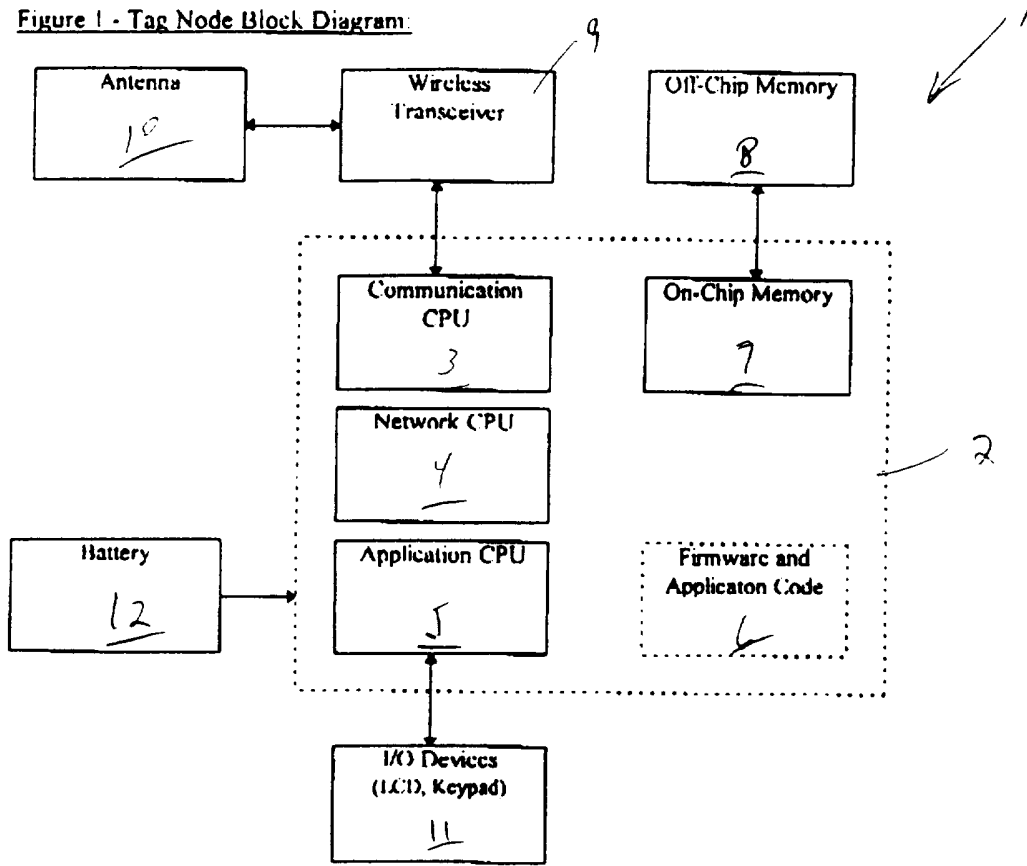 Figure 1 - Tag Node Block Diagram:
9
1
Antenna
10
Wireless
Transceiver
Off-Chip Memory
8
Communication
CPU
3
On-Chip Memory
7
Network CPU
4
2
Battery
12
Application CPU
5
Firmware and
Applicaton Code
6
I/O Devices
(LCD, Keypad)
11